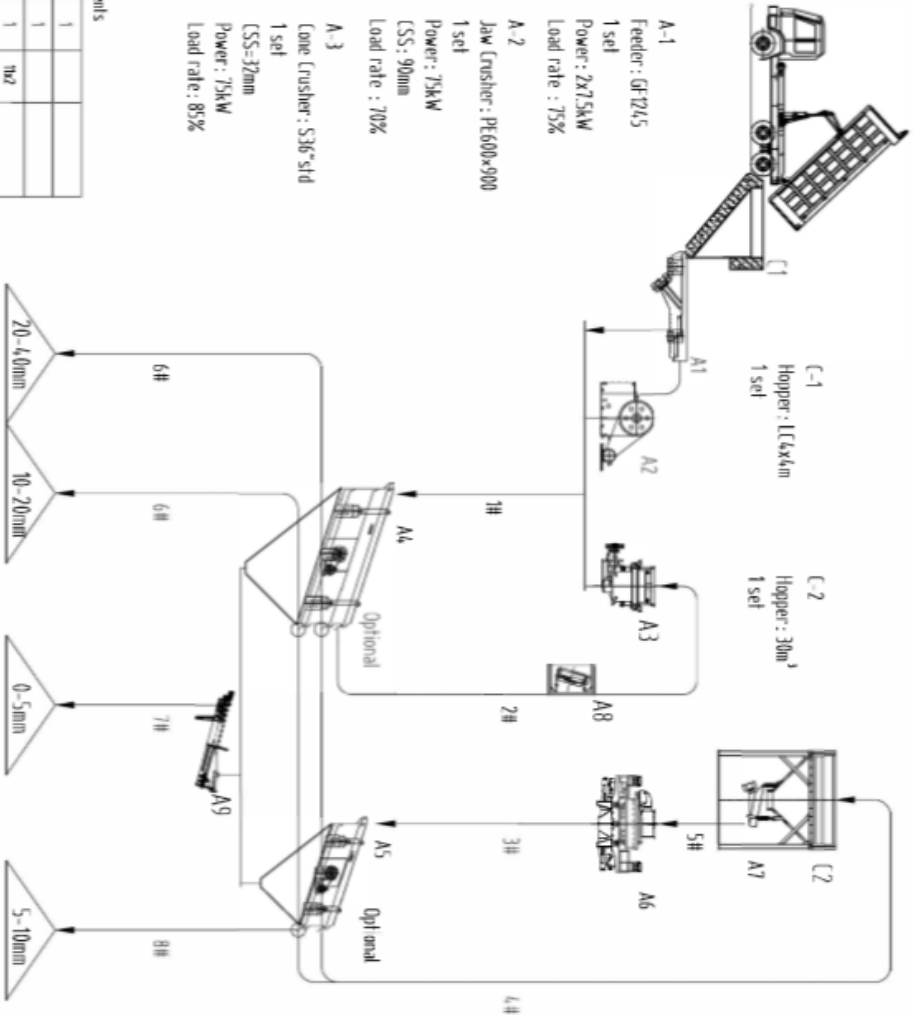 A-1
Feeder: GF1245
1 set
Power: 2x7.5kW
Load rate : 75%
A-2
Jaw Crusher: PE600x900
1 set
Power: 75kW
CSS: 90mm
Load rate : 70%
A-3
Cone Crusher: S36"std
1 set
CSS=32mm
Power: 75kW
Load rate: 85%
C-1
Hopper: LC4x4m
1 set
C-2
Hopper: 30m³
1 set
C1
A1
A2
A3
A8
C2
A7
5#
A6
1#
2#
3#
4#
A4
Optional
A5
Optional
A9
6#
6#
7#
8#
20-40mm
10-20mm
0-5mm
5-10mm
1
1
1